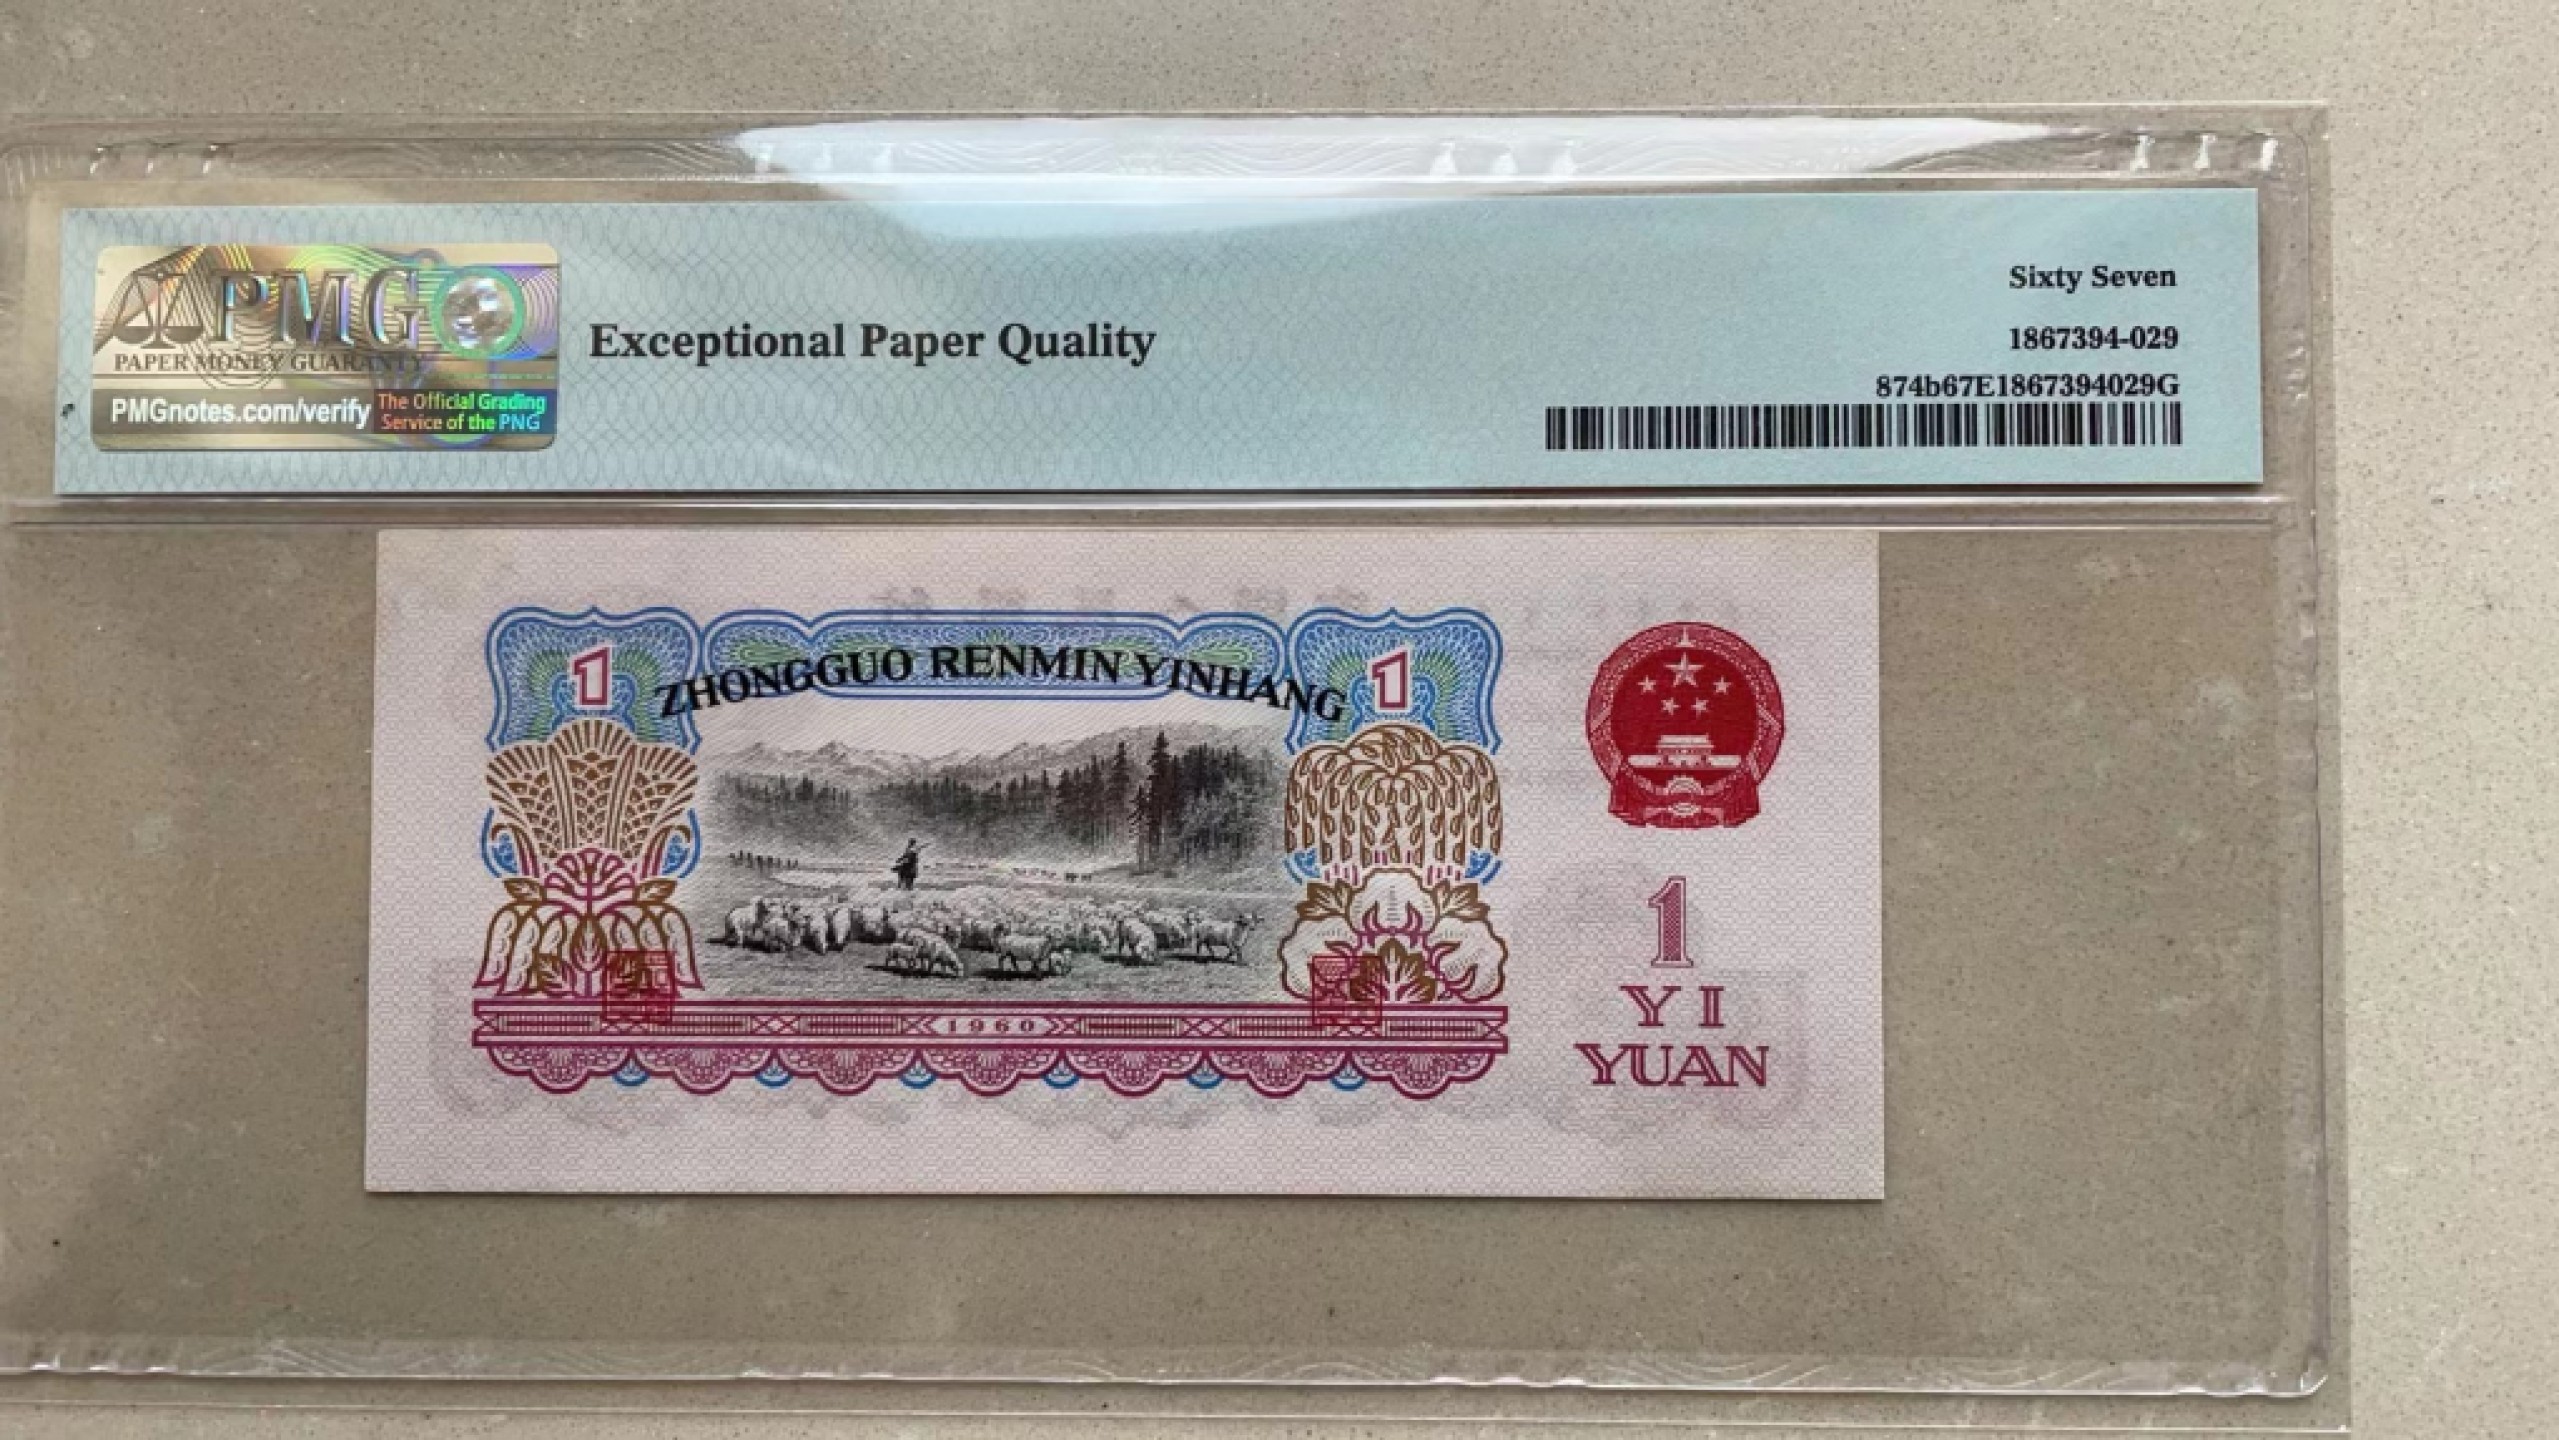 PMG
PAPER MONEY GUARANTY
PMGnotes.com/verify
The Official Grading
Service of the PNG
Exceptional Paper Quality
Sixty Seven
1867394-029
874b67E1867394029G
1
ZHONGGUO RENMIN YINHANG
1
1960
1
YI
YUAN